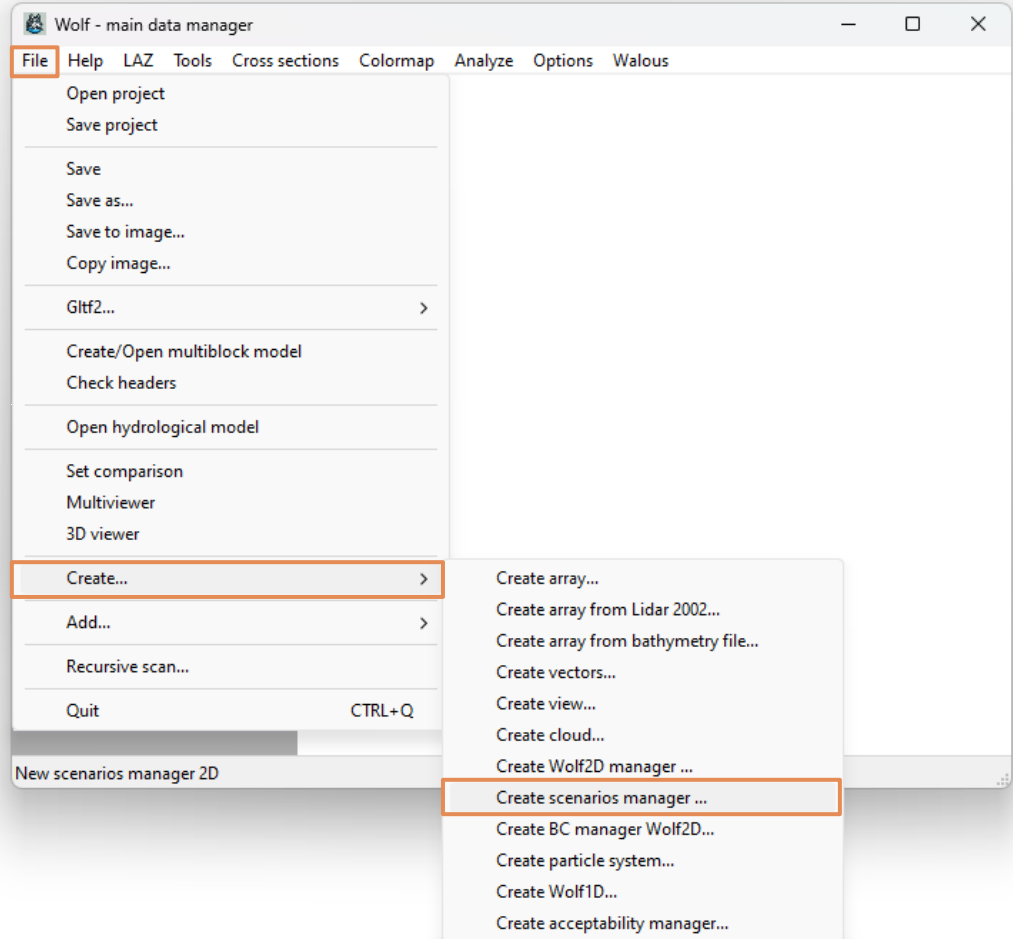 Wolf - main data manager
File Help LAZ Tools Cross sections Colormap Analyze Options Walous
Open project
Save project
Save
Save as...
Save to image...
Copy image...
Gltf2...
Create/Open multiblock model
Check headers
Open hydrological model
Set comparison
Multiviewer
3D viewer
Create...
Add...
Recursive scan...
Quit CTRL+Q
New scenarios manager 2D
Create array...
Create array from Lidar 2002...
Create array from bathymetry file...
Create vectors...
Create view...
Create cloud...
Create Wolf2D manager ...
Create scenarios manager ...
Create BC manager Wolf2D...
Create particle system...
Create Wolf1D...
Create acceptability manager...